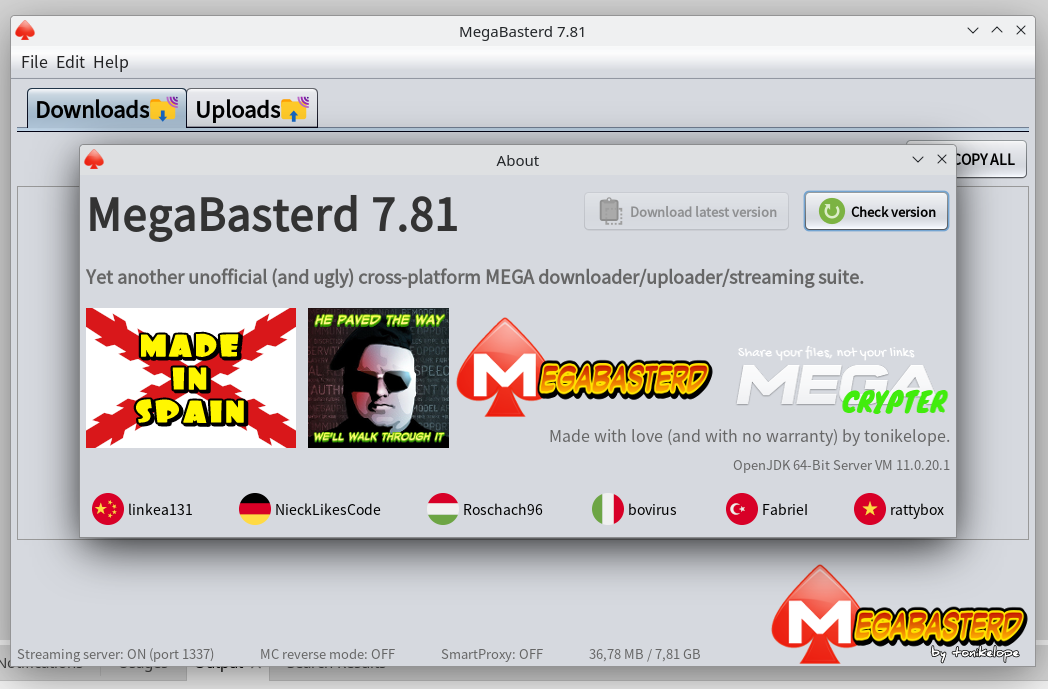 MegaBasterd 7.81
File Edit Help
Downloads
Uploads
COPY ALL
About
MegaBasterd 7.81
Download latest version
Check version
Yet another unofficial (and ugly) cross-platform MEGA downloader/uploader/streaming suite.
MADE
IN
SPAIN
HE PAVED THE WAY
WE'LL WALK THROUGH IT
MEGABASTERD
Share your files, not your links
MEGA
CRYPTER
Made with love (and with no warranty) by tonikelope.
OpenJDK 64-Bit Server VM 11.0.20.1
linkea131
NieckLikesCode
Roschach96
bovirus
Fabriel
rattybox
MEGABASTERD
by tonikelope
Streaming server: ON (port 1337)
MC reverse mode: OFF
SmartProxy: OFF
36,78 MB / 7,81 GB